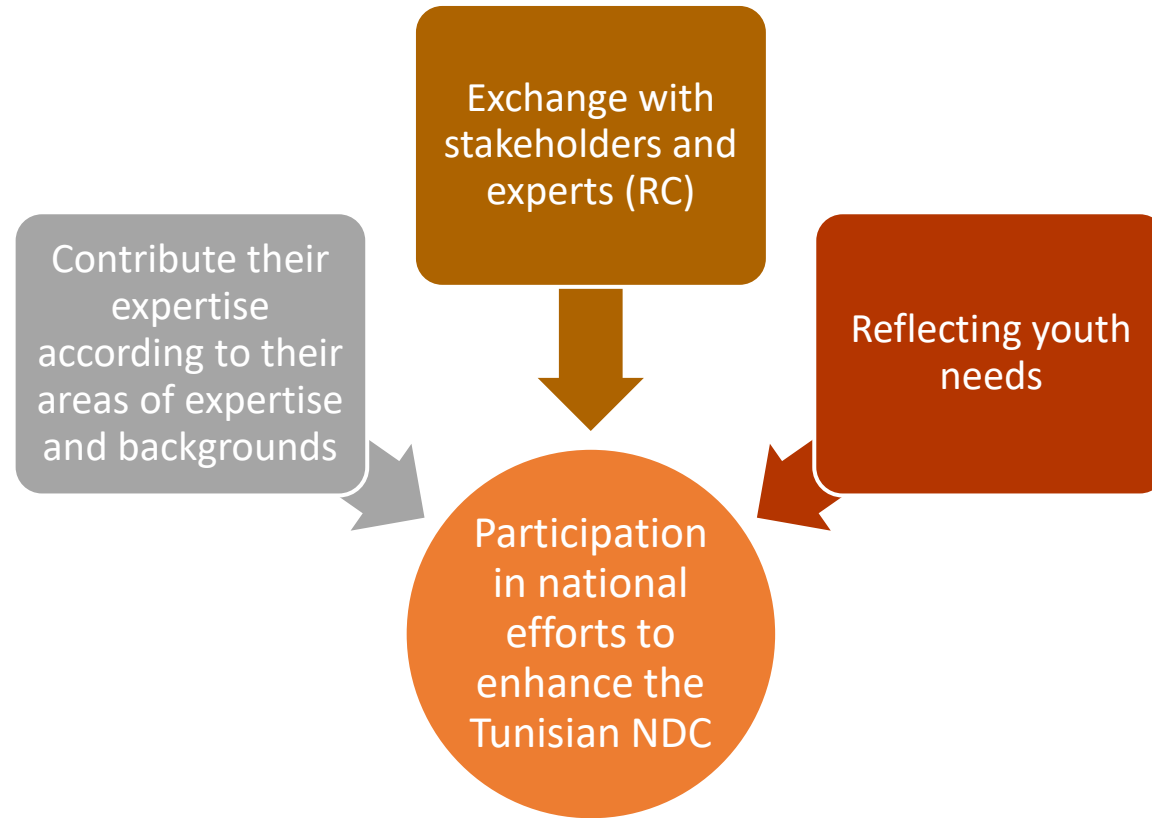 Exchange with
stakeholders and
experts (RC)
Contribute their
expertise
according to their
areas of expertise
and backgrounds
Reflecting youth
needs
Participation
in national
efforts to
enhance the
Tunisian NDC